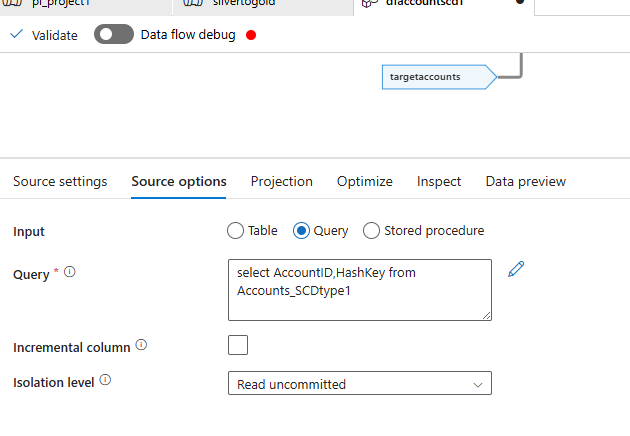 pl_project1 silvertogold dfaccountscd1
Validate Data flow debug
targetaccounts
Source settings Source options Projection Optimize Inspect Data preview
Input Table Query Stored procedure
Query * select AccountID,HashKey from
Accounts_SCDtype1
Incremental column
Isolation level Read uncommitted